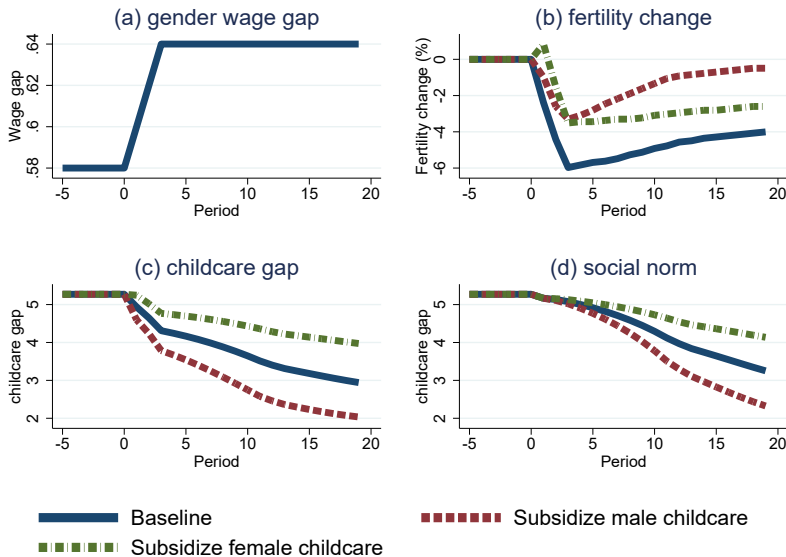 (a) gender wage gap
Wage gap
.64
.62
.6
.58
-5 0 5 10 15 20
Period
(b) fertility change
Fertility change (%)
0
-2
-4
-6
-5 0 5 10 15 20
Period
(c) childcare gap
childcare gap
5
4
3
2
-5 0 5 10 15 20
Period
(d) social norm
childcare gap
5
4
3
2
-5 0 5 10 15 20
Period
Baseline
Subsidize male childcare
Subsidize female childcare